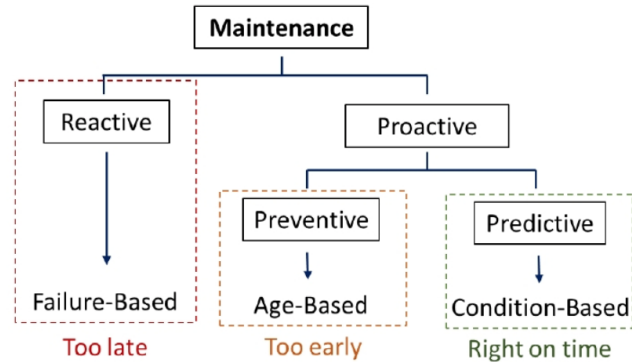 Maintenance
Reactive
Proactive
Preventive
Predictive
Failure-Based
Age-Based
Condition-Based
Too late
Too early
Right on time